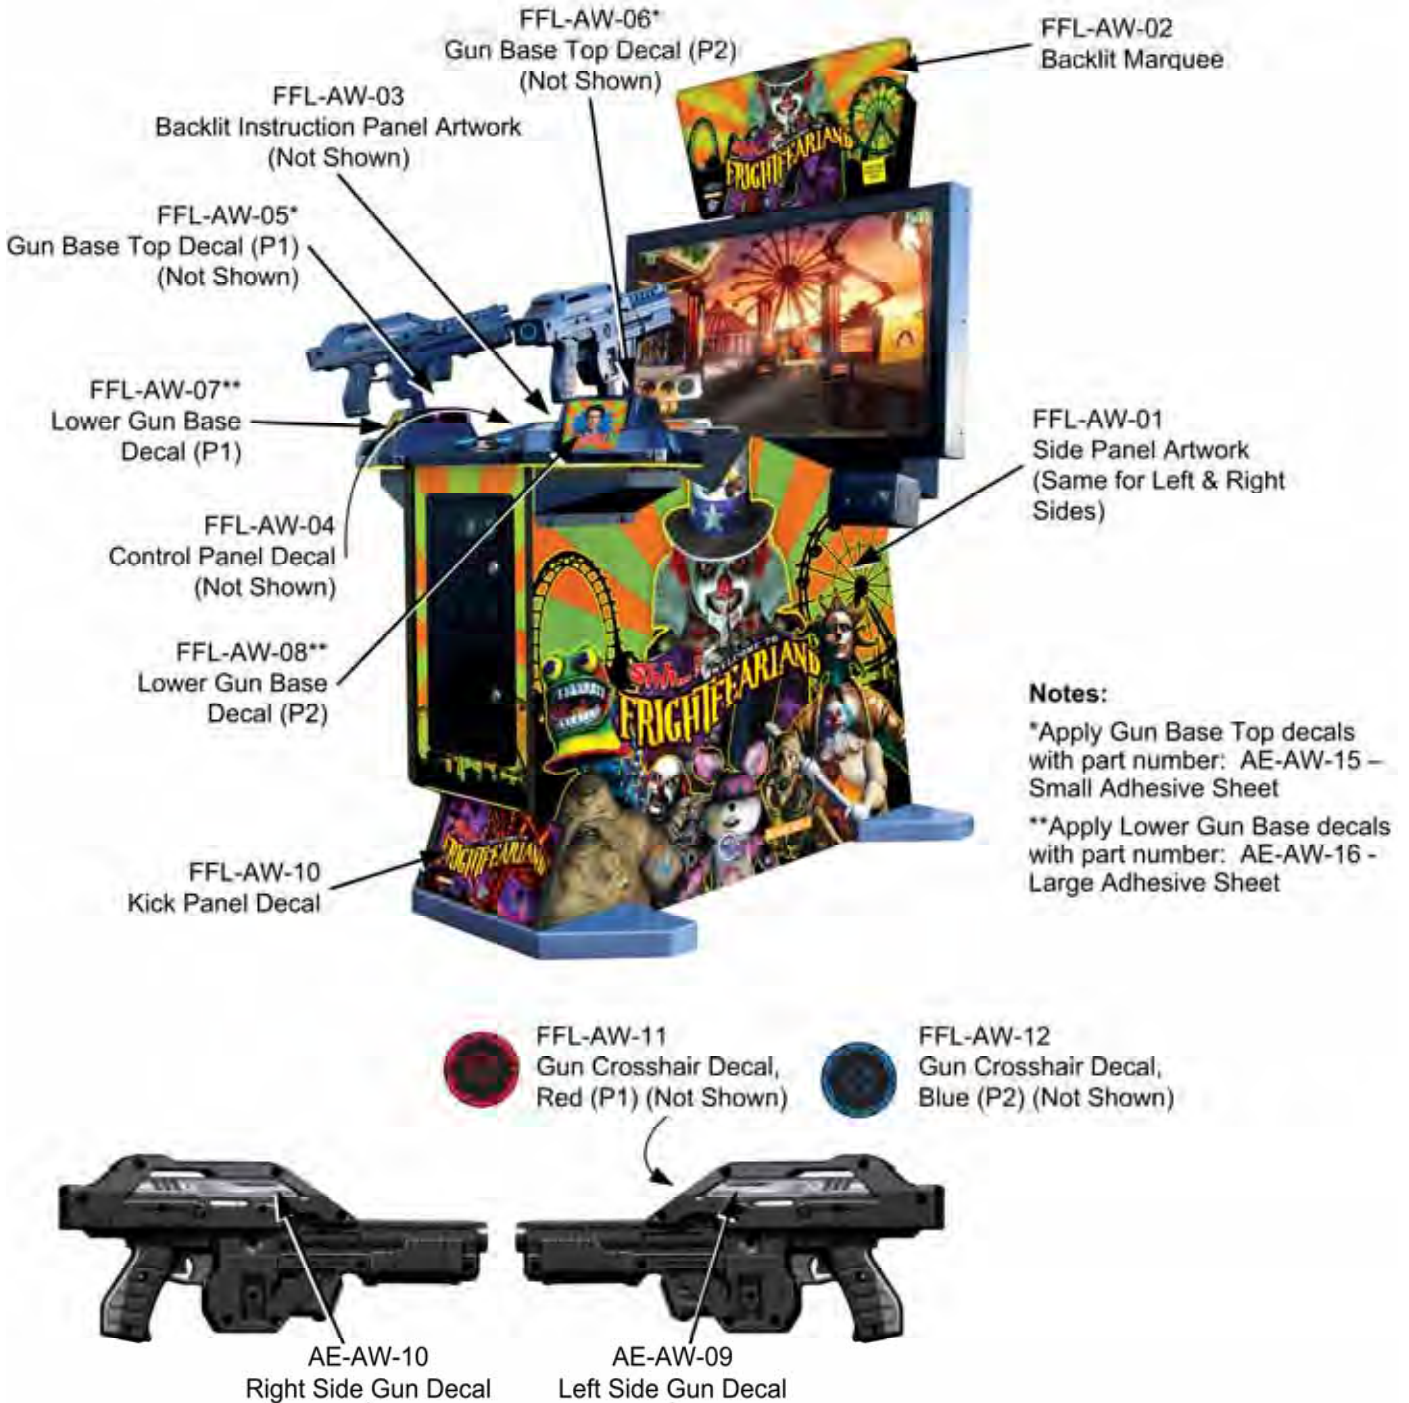 FFL-AW-06*
Gun Base Top Decal (P2)
(Not Shown)
FFL-AW-02
Backlit Marquee
FFL-AW-03
Backlit Instruction Panel Artwork
(Not Shown)
FFL-AW-05*
Gun Base Top Decal (P1)
(Not Shown)
FRIGHTFEARLAND
FFL-AW-07**
Lower Gun Base
Decal (P1)
FFL-AW-01
Side Panel Artwork
(Same for Left & Right
Sides)
FFL-AW-04
Control Panel Decal
(Not Shown)
FFL-AW-08**
Lower Gun Base
Decal (P2)
WELCOME TO
FRIGHTFEARLAND
Notes:
*Apply Gun Base Top decals
with part number: AE-AW-15 –
Small Adhesive Sheet
**Apply Lower Gun Base decals
with part number: AE-AW-16 -
Large Adhesive Sheet
FRIGHTFEARLAND
FFL-AW-10
Kick Panel Decal
FFL-AW-11
Gun Crosshair Decal,
Red (P1) (Not Shown)
FFL-AW-12
Gun Crosshair Decal,
Blue (P2) (Not Shown)
AE-AW-10
Right Side Gun Decal
AE-AW-09
Left Side Gun Decal